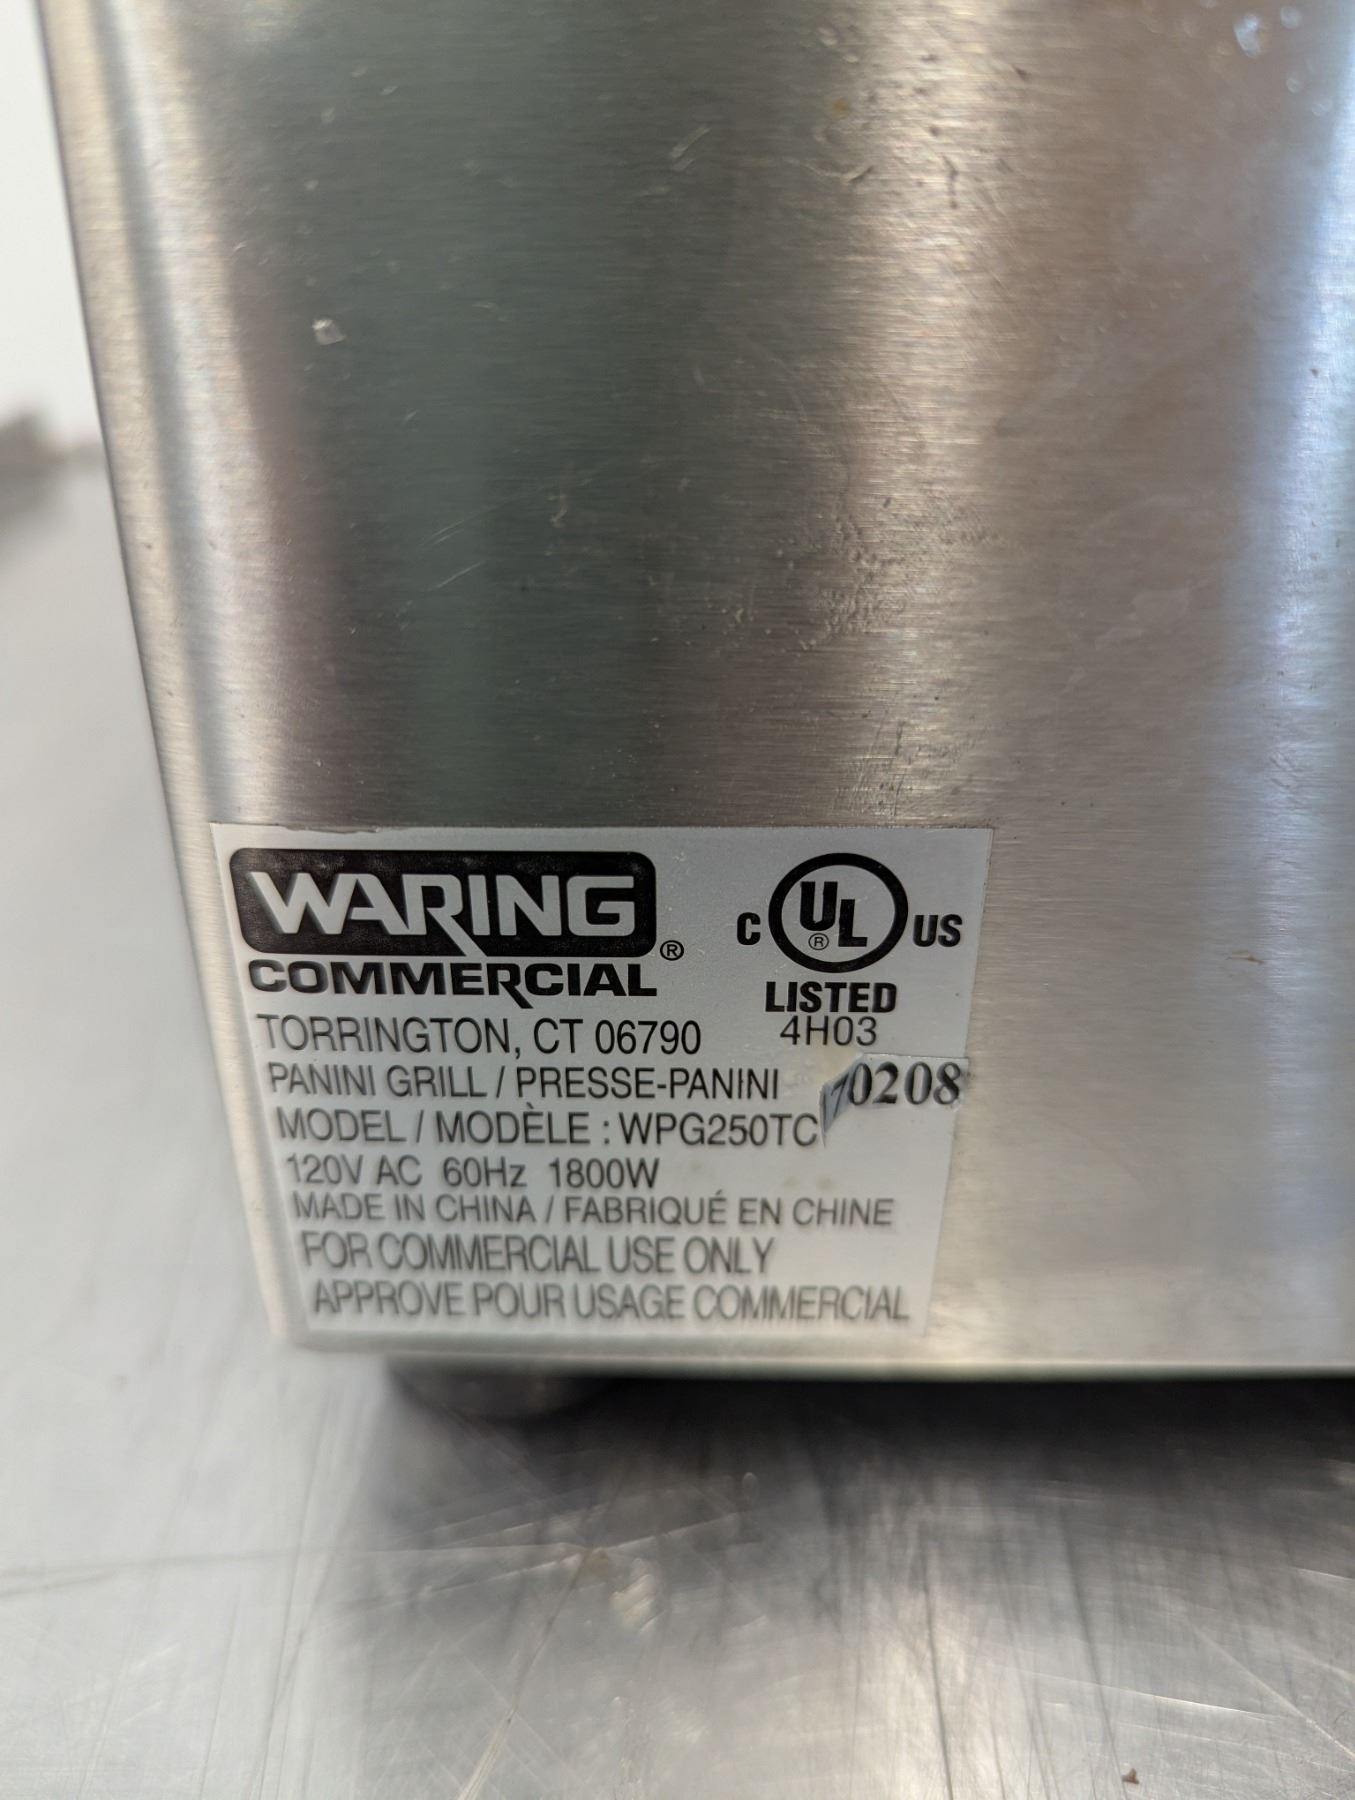 WARING®
COMMERCIAL
C UL® US
LISTED
4H03
TORRINGTON, CT 06790
PANINI GRILL / PRESSE-PANINI
0208
MODEL / MODÈLE : WPG250TC
120V AC 60Hz 1800W
MADE IN CHINA / FABRIQUÉ EN CHINE
FOR COMMERCIAL USE ONLY
APPROVE POUR USAGE COMMERCIAL